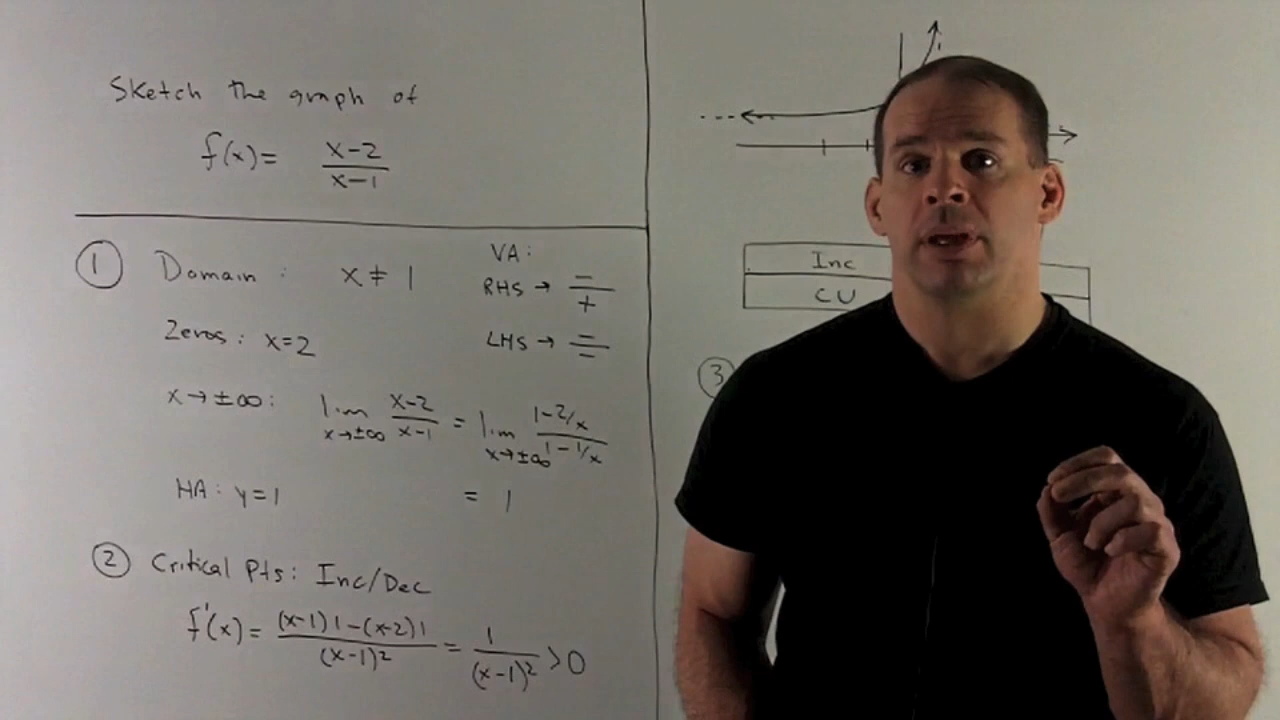 Sketch the graph of
f(x) = x-2 / x-1
① Domain : x ≠ 1
VA:
RHS → - / +
Zeros: x=2
LHS → - / -
x → ±∞: lim x→±∞ x-2 / x-1 = lim x→±∞ 1-2/x / 1-1/x
HA: y=1
= 1
② Critical Pts: Inc/Dec
f'(x) = (x-1)1-(x-2)1 / (x-1)² = 1 / (x-1)² > 0
Inc
CU
③